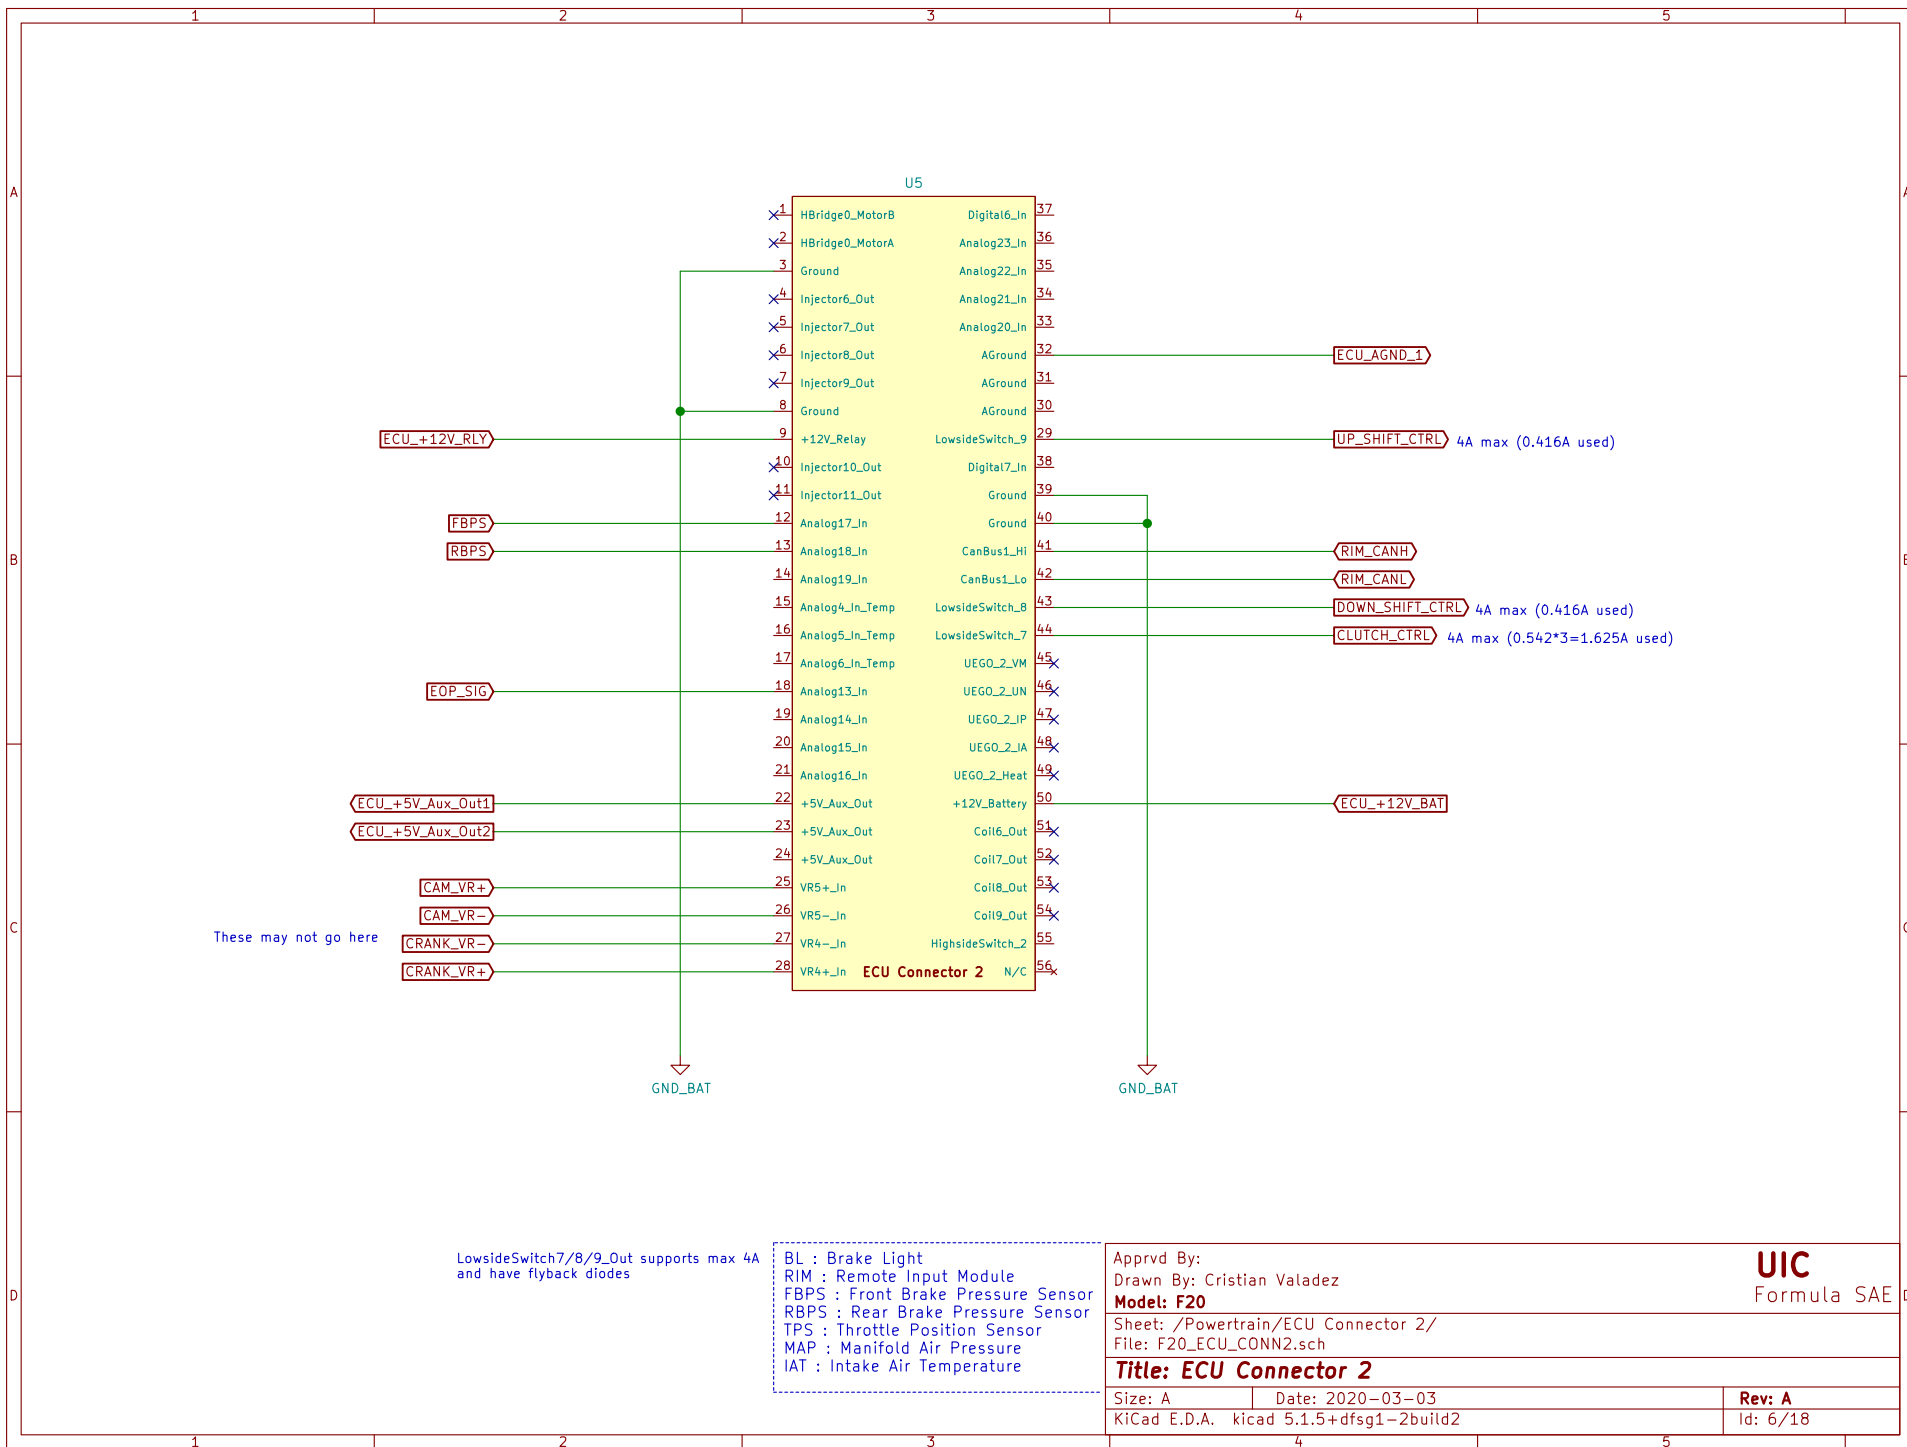 1 2 3 4 5
A
B
C
D
U5
1 HBridge0_MotorB
2 HBridge0_MotorA
3 Ground
4 Injector6_Out
5 Injector7_Out
6 Injector8_Out
7 Injector9_Out
8 Ground
ECU_+12V_RLY 9 +12V_Relay
10 Injector10_Out
11 Injector11_Out
FBPS 12 Analog17_In
RBPS 13 Analog18_In
14 Analog19_In
15 Analog4_In_Temp
16 Analog5_In_Temp
17 Analog6_In_Temp
EOP_SIG 18 Analog13_In
19 Analog14_In
20 Analog15_In
21 Analog16_In
ECU_+5V_Aux_Out1 22 +5V_Aux_Out
ECU_+5V_Aux_Out2 23 +5V_Aux_Out
24 +5V_Aux_Out
CAM_VR+ 25 VR5+_In
CAM_VR- 26 VR5-_In
These may not go here
CRANK_VR- 27 VR4-_In
CRANK_VR+ 28 VR4+_In
ECU Connector 2
Digital6_In 37
Analog23_In 36
Analog22_In 35
Analog21_In 34
Analog20_In 33
AGround 32 ECU_AGND_1
AGround 31
AGround 30
LowsideSwitch_9 29 UP_SHIFT_CTRL 4A max (0.416A used)
Digital7_In 38
Ground 39
Ground 40
CanBus1_Hi 41 RIM_CANH
CanBus1_Lo 42 RIM_CANL
LowsideSwitch_8 43 DOWN_SHIFT_CTRL 4A max (0.416A used)
LowsideSwitch_7 44 CLUTCH_CTRL 4A max (0.542*3=1.625A used)
UEGO_2_VM 45
UEGO_2_UN 46
UEGO_2_IP 47
UEGO_2_IA 48
UEGO_2_Heat 49
+12V_Battery 50 ECU_+12V_BAT
Coil6_Out 51
Coil7_Out 52
Coil8_Out 53
Coil9_Out 54
HighsideSwitch_2 55
N/C 56
GND_BAT
GND_BAT
LowsideSwitch7/8/9_Out supports max 4A
and have flyback diodes
BL : Brake Light
RIM : Remote Input Module
FBPS : Front Brake Pressure Sensor
RBPS : Rear Brake Pressure Sensor
TPS : Throttle Position Sensor
MAP : Manifold Air Pressure
IAT : Intake Air Temperature
Apprvd By:
Drawn By: Cristian Valadez
Model: F20
UIC
Formula SAE
Sheet: /Powertrain/ECU Connector 2/
File: F20_ECU_CONN2.sch
Title: ECU Connector 2
Size: A Date: 2020-03-03 Rev: A
KiCad E.D.A. kicad 5.1.5+dfsg1-2build2 Id: 6/18
1 2 3 4 5